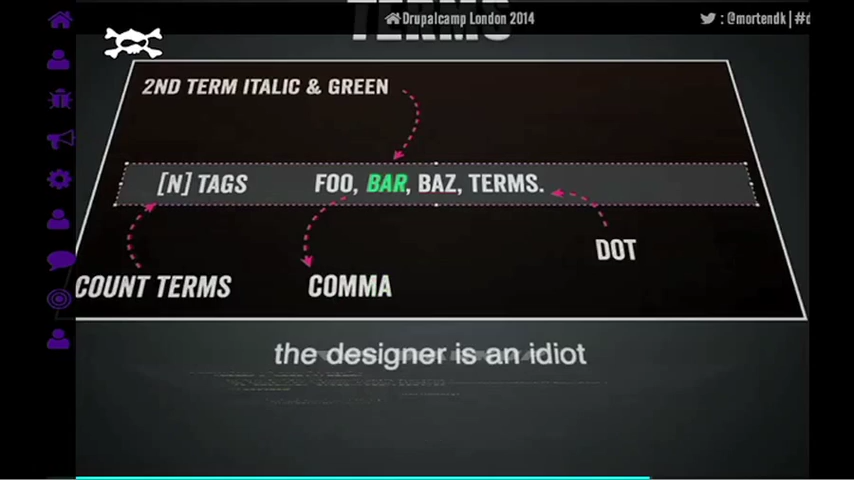 TERMS
Drupalcamp London 2014
: @mortendk | #d
2ND TERM ITALIC & GREEN
[N] TAGS FOO, BAR, BAZ, TERMS.
DOT
COUNT TERMS COMMA
the designer is an idiot